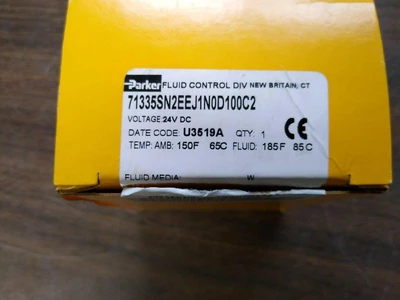 Parker FLUID CONTROL DIV NEW BRITAIN, CT
71335SN2EEJ1N0D100C2
VOLTAGE: 24V DC
DATE CODE: U3519A QTY: 1 CE
TEMP: AMB: 150F 65C FLUID: 185F 85C
FLUID MEDIA: